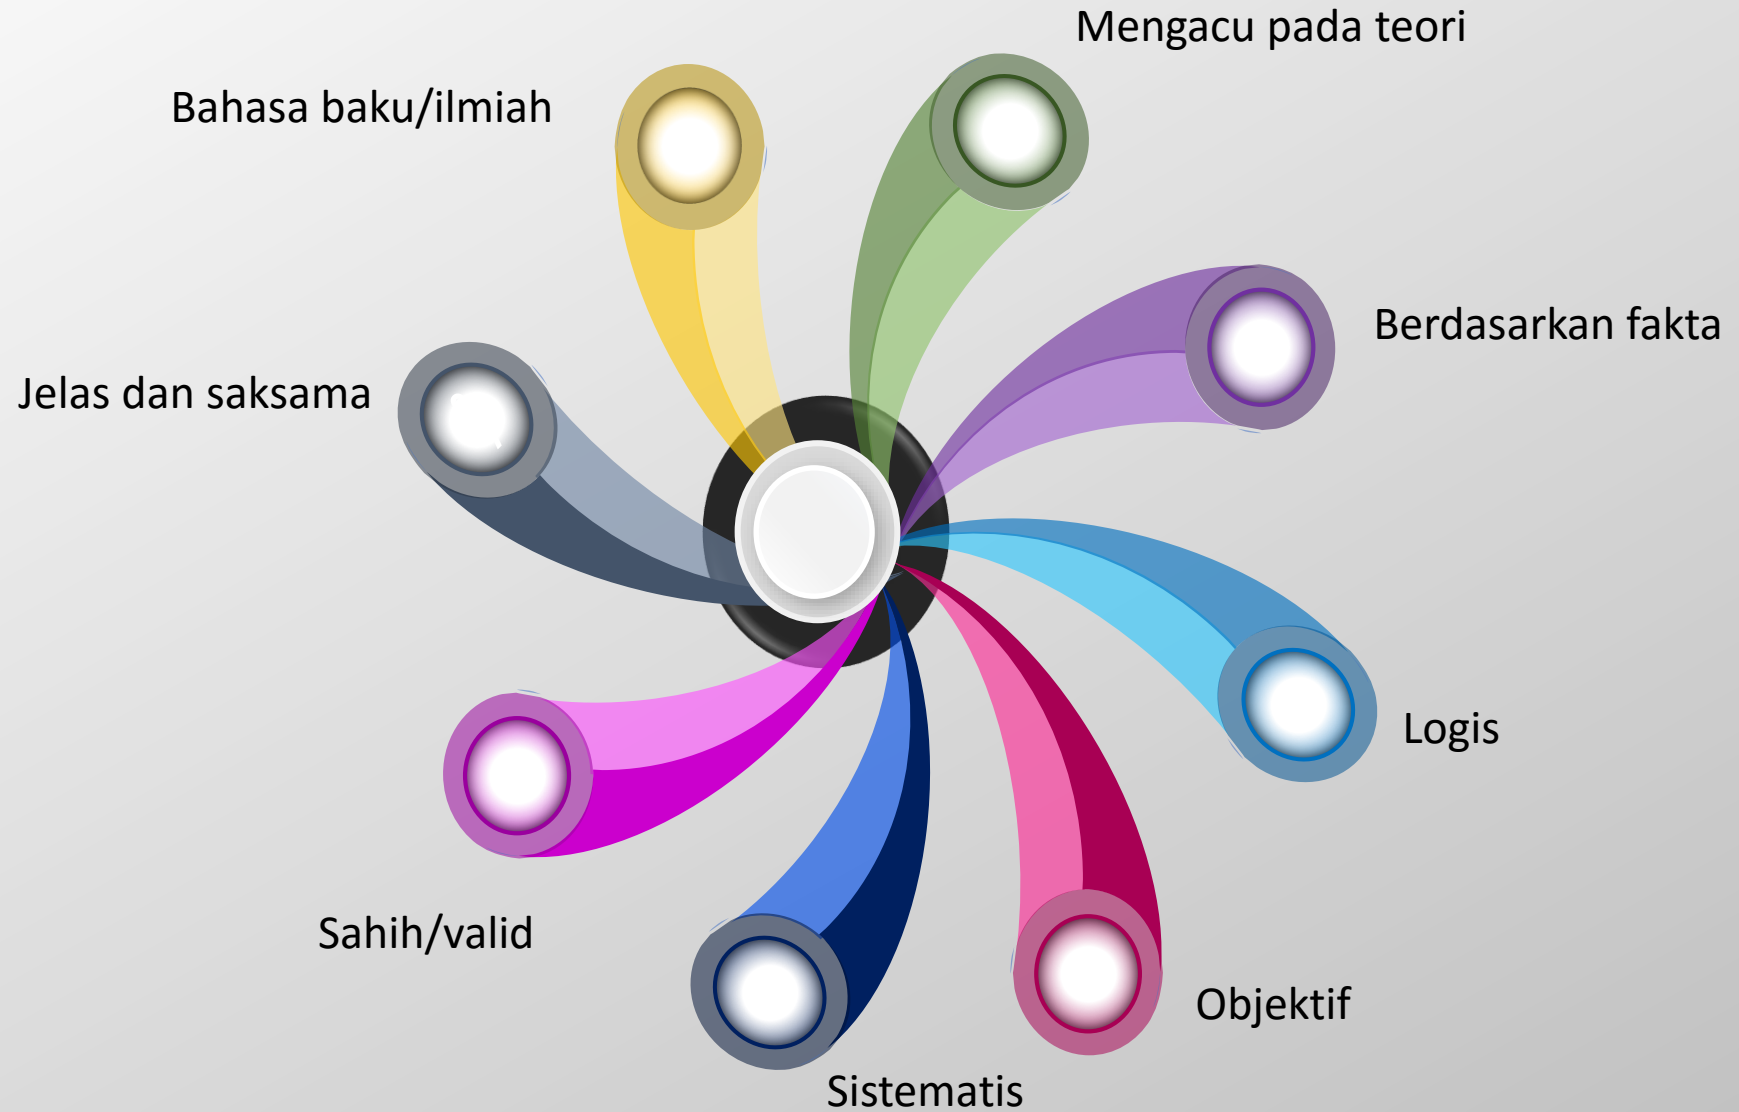 Mengacu pada teori
Bahasa baku/ilmiah
Berdasarkan fakta
Jelas dan saksama
Logis
Sahih/valid
Objektif
Sistematis